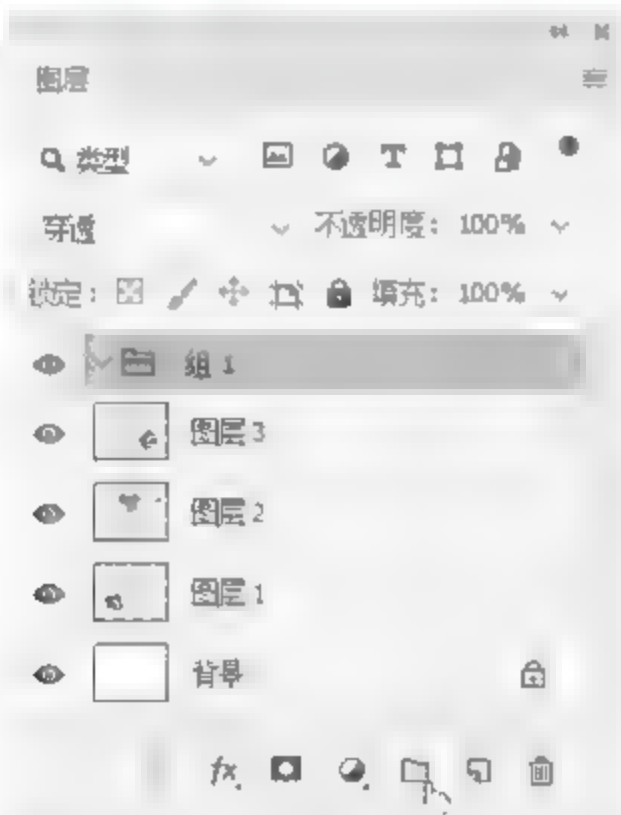 图层
类型
穿透 不透明度: 100%
锁定: 填充: 100%
组 1
图层 3
图层 2
图层 1
背景
fx